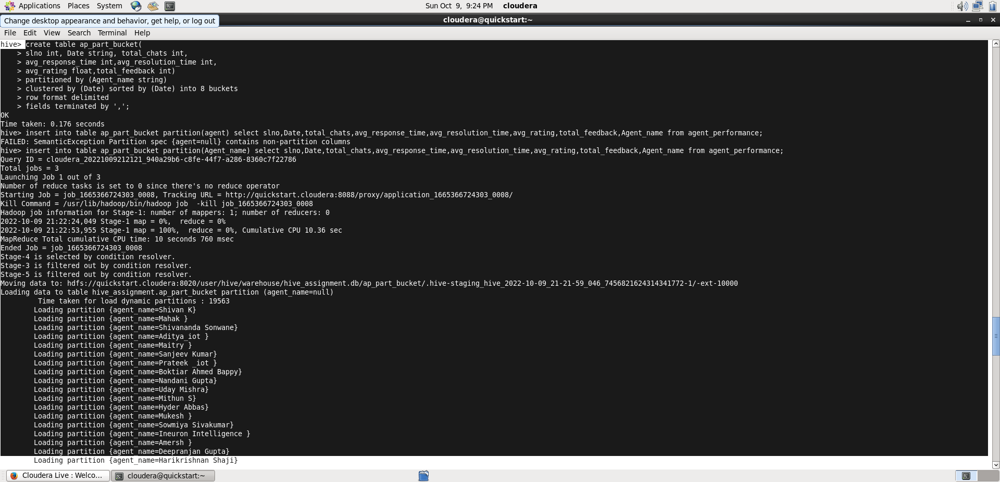 Applications Places System Sun Oct 9, 9:24 PM cloudera
Change desktop appearance and behavior, get help, or log out
cloudera@quickstart:~
File Edit View Search Terminal Help
hive> create table ap_part_bucket(
    > slno int, Date string, total_chats int,
    > avg_response_time int,avg_resolution_time int,
    > avg_rating float,total_feedback int)
    > partitioned by (Agent_name string)
    > clustered by (Date) sorted by (Date) into 8 buckets
    > row format delimited
    > fields terminated by ',';
OK
Time taken: 0.176 seconds
hive> insert into table ap_part_bucket partition(agent) select slno,Date,total_chats,avg_response_time,avg_resolution_time,avg_rating,total_feedback,Agent_name from agent_performance;
FAILED: SemanticException Partition spec {agent=null} contains non-partition columns
hive> insert into table ap_part_bucket partition(Agent_name) select slno,Date,total_chats,avg_response_time,avg_resolution_time,avg_rating,total_feedback,Agent_name from agent_performance;
Query ID = cloudera_20221009212121_940a29b6-c8fe-44f7-a286-8360c7f22786
Total jobs = 3
Launching Job 1 out of 3
Number of reduce tasks is set to 0 since there's no reduce operator
Starting Job = job_1665366724303_0008, Tracking URL = http://quickstart.cloudera:8088/proxy/application_1665366724303_0008/
Kill Command = /usr/lib/hadoop/bin/hadoop job  -kill job_1665366724303_0008
Hadoop job information for Stage-1: number of mappers: 1; number of reducers: 0
2022-10-09 21:22:24,049 Stage-1 map = 0%,  reduce = 0%
2022-10-09 21:22:53,955 Stage-1 map = 100%,  reduce = 0%, Cumulative CPU 10.36 sec
MapReduce Total cumulative CPU time: 10 seconds 760 msec
Ended Job = job_1665366724303_0008
Stage-4 is selected by condition resolver.
Stage-3 is filtered out by condition resolver.
Stage-5 is filtered out by condition resolver.
Moving data to: hdfs://quickstart.cloudera:8020/user/hive/warehouse/hive_assignment.db/ap_part_bucket/.hive-staging_hive_2022-10-09_21-21-59_046_7456821624314341772-1/-ext-10000
Loading data to table hive_assignment.ap_part_bucket partition (agent_name=null)
         Time taken for load dynamic partitions : 19563
        Loading partition {agent_name=Shivan K}
        Loading partition {agent_name=Mahak }
        Loading partition {agent_name=Shivananda Sonwane}
        Loading partition {agent_name=Aditya_iot }
        Loading partition {agent_name=Maitry }
        Loading partition {agent_name=Sanjeev Kumar}
        Loading partition {agent_name=Prateek _iot }
        Loading partition {agent_name=Boktiar Ahmed Bappy}
        Loading partition {agent_name=Nandani Gupta}
        Loading partition {agent_name=Uday Mishra}
        Loading partition {agent_name=Mithun S}
        Loading partition {agent_name=Hyder Abbas}
        Loading partition {agent_name=Mukesh }
        Loading partition {agent_name=Sowmiya Sivakumar}
        Loading partition {agent_name=Ineuron Intelligence }
        Loading partition {agent_name=Amersh }
        Loading partition {agent_name=Deepranjan Gupta}
        Loading partition {agent_name=Harikrishnan Shaji}
Cloudera Live : Welco... cloudera@quickstart:~